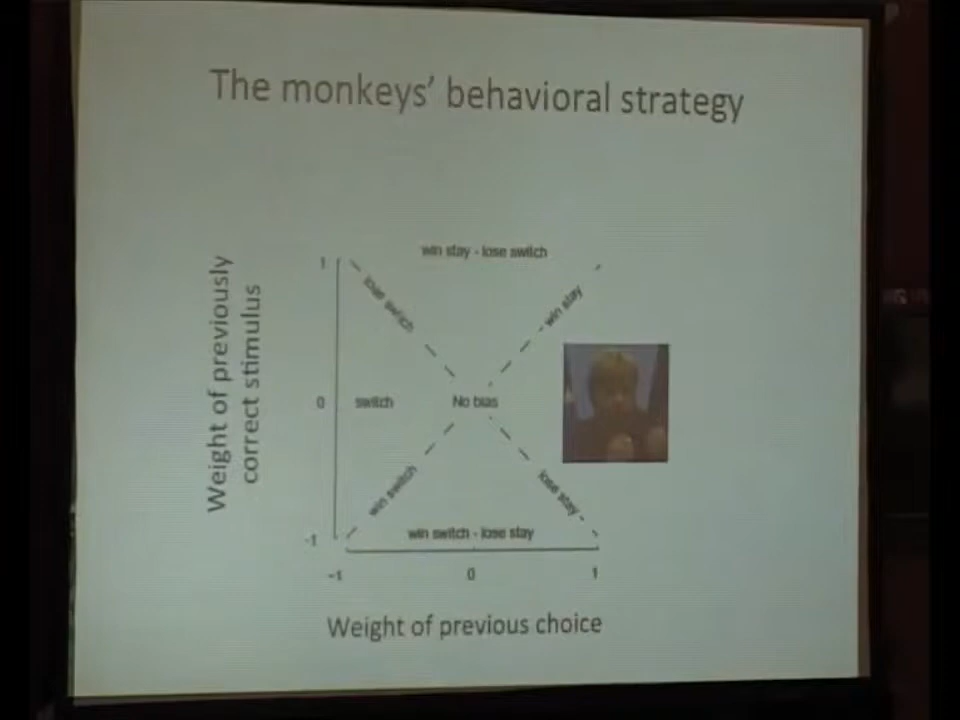 The monkeys' behavioral strategy
win stay - lose switch
1
lose switch
win stay
Weight of previously
correct stimulus
0
switch
No bias
win switch
lose stay
win switch - lose stay
-1
-1
0
1
Weight of previous choice